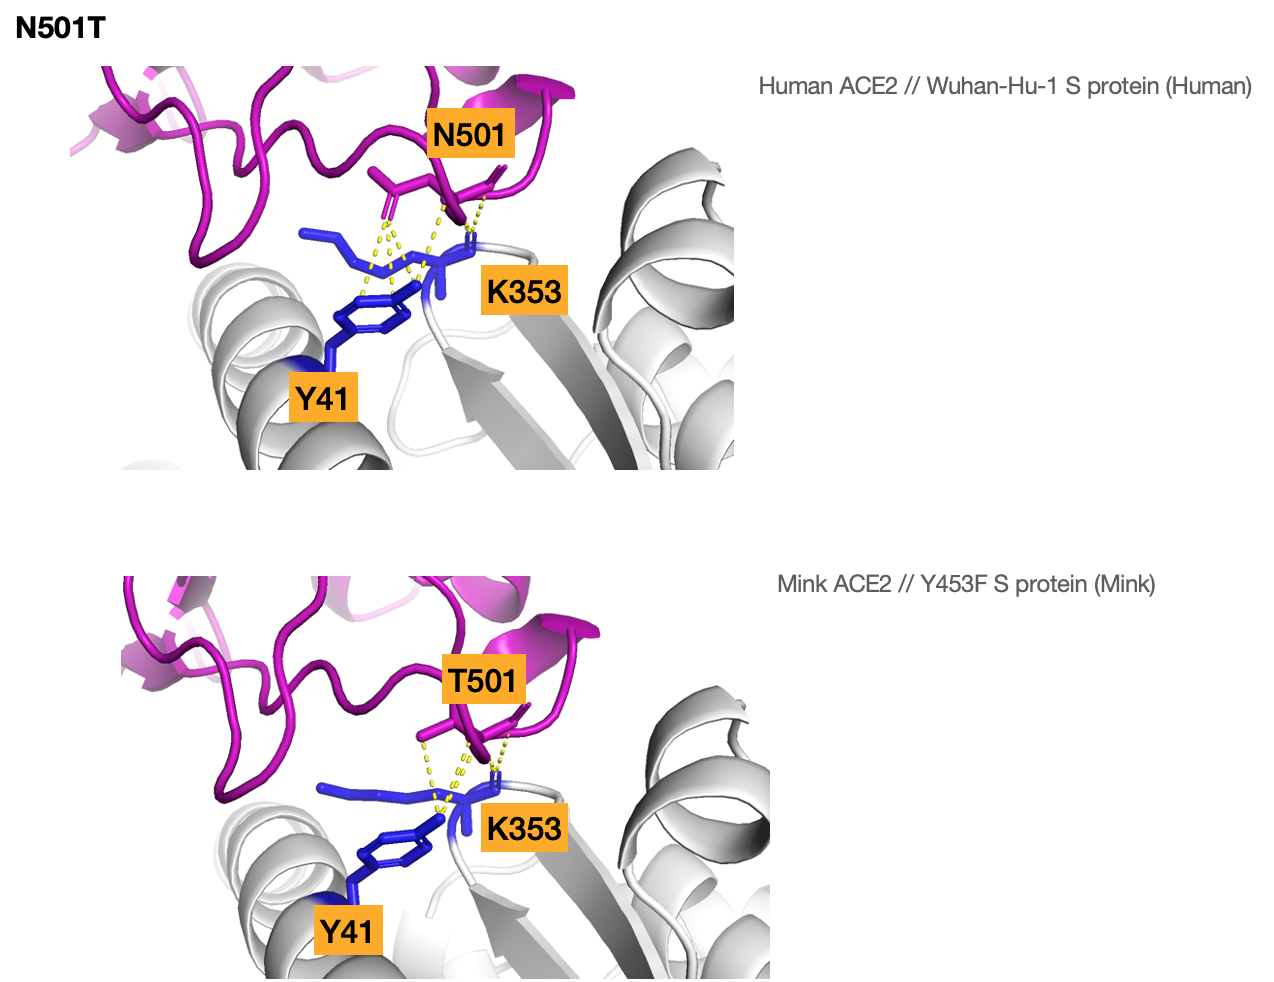 N501T
Human ACE2 // Wuhan-Hu-1 S protein (Human)
N501
K353
Y41
Mink ACE2 // Y453F S protein (Mink)
T501
K353
Y41